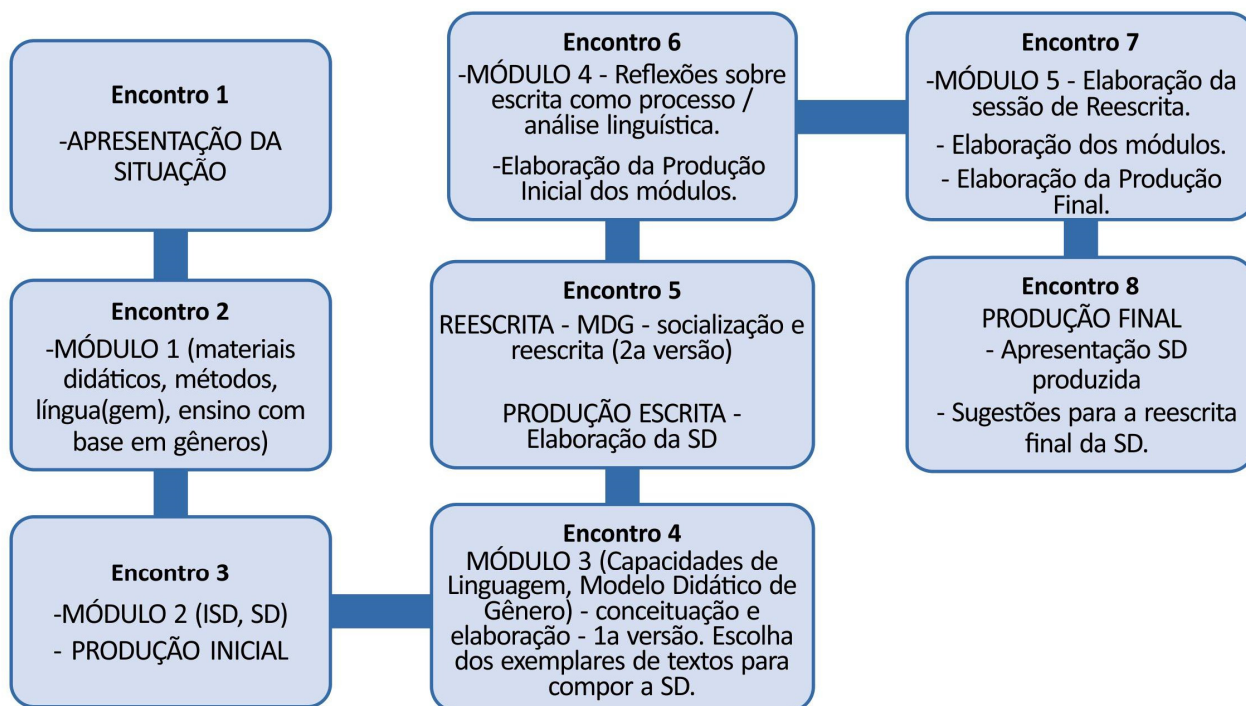 Encontro 1
-APRESENTAÇÃO DA
SITUAÇÃO
Encontro 2
-MÓDULO 1 (materiais
didáticos, métodos,
língua(gem), ensino com
base em gêneros)
Encontro 3
-MÓDULO 2 (ISD, SD)
- PRODUÇÃO INICIAL
Encontro 4
MÓDULO 3 (Capacidades de
Linguagem, Modelo Didático de
Gênero) - conceituação e
elaboração - 1a versão. Escolha
dos exemplares de textos para
compor a SD.
Encontro 5
REESCRITA - MDG - socialização e
reescrita (2a versão)
PRODUÇÃO ESCRITA -
Elaboração da SD
Encontro 6
-MÓDULO 4 - Reflexões sobre
escrita como processo /
análise linguística.
-Elaboração da Produção
Inicial dos módulos.
Encontro 7
-MÓDULO 5 - Elaboração da
sessão de Reescrita.
- Elaboração dos módulos.
- Elaboração da Produção
Final.
Encontro 8
PRODUÇÃO FINAL
- Apresentação SD
produzida
- Sugestões para a reescrita
final da SD.